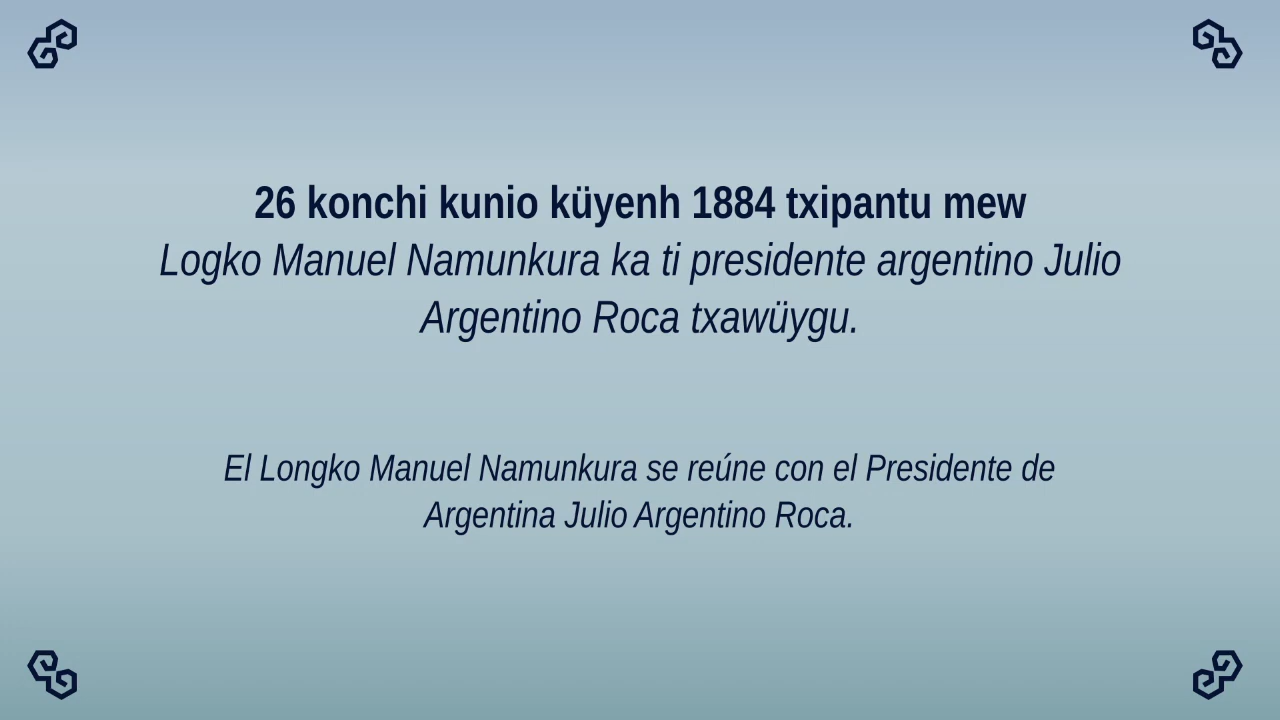 26 konchi kunio küyenh 1884 txipantu mew
Logko Manuel Namunkura ka ti presidente argentino Julio
Argentino Roca txawüygu.
El Longko Manuel Namunkura se reúne con el Presidente de
Argentina Julio Argentino Roca.